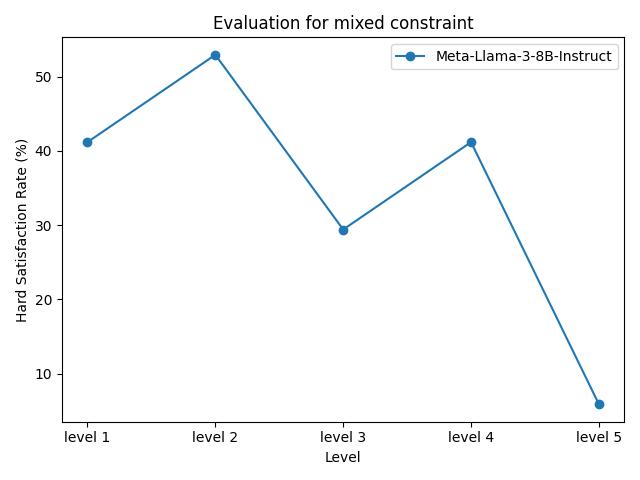 Evaluation for mixed constraint
Meta-Llama-3-8B-Instruct
Hard Satisfaction Rate (%)
50
40
30
20
10
level 1
level 2
level 3
level 4
level 5
Level